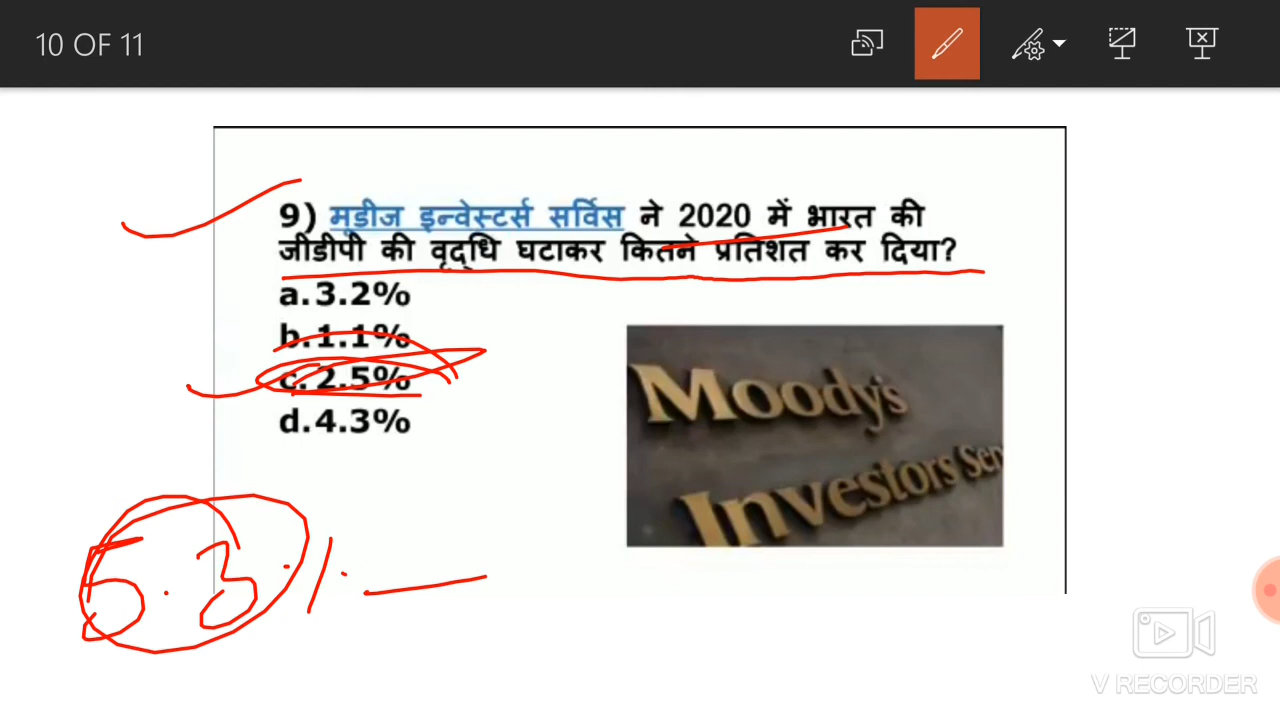 10 OF 11
9) मूडीज इन्वेस्टर्स सर्विस ने 2020 में भारत की
जीडीपी की वृद्धि घटाकर कितने प्रतिशत कर दिया?
a.3.2%
b.1.1%
c.2.5%
d.4.3%
Moody's
Investors Ser
5.3%
V RECORDER